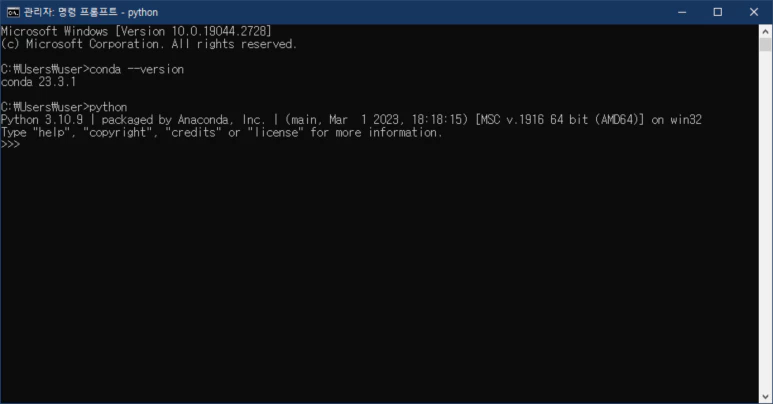 관리자: 명령 프롬프트 - python
Microsoft Windows [Version 10.0.19044.2728]
(c) Microsoft Corporation. All rights reserved.
C:₩Users₩user>conda --version
conda 23.3.1
C:₩Users₩user>python
Python 3.10.9 | packaged by Anaconda, Inc. | (main, Mar  1 2023, 18:18:15) [MSC v.1916 64 bit (AMD64)] on win32
Type "help", "copyright", "credits" or "license" for more information.
>>>